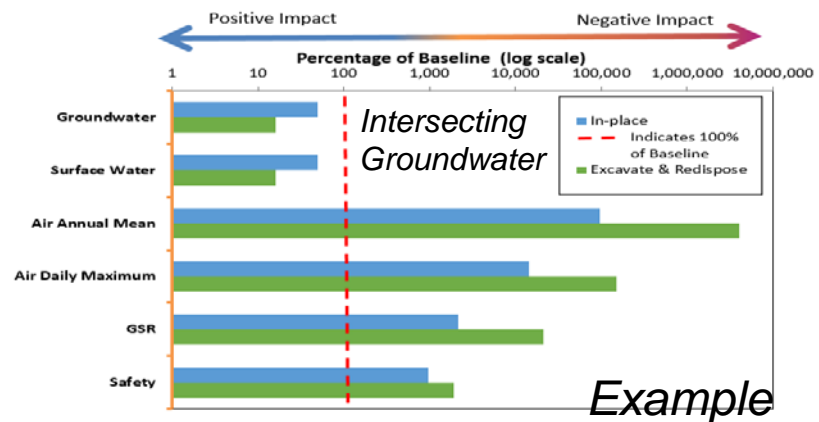 Positive Impact Negative Impact
Percentage of Baseline (log scale)
1 10 100 1,000 10,000 100,000 1,000,000 10,000,000
Groundwater
Surface Water
Air Annual Mean
Air Daily Maximum
GSR
Safety
Intersecting
Groundwater
In-place
Indicates 100%
of Baseline
Excavate & Redispose
Example